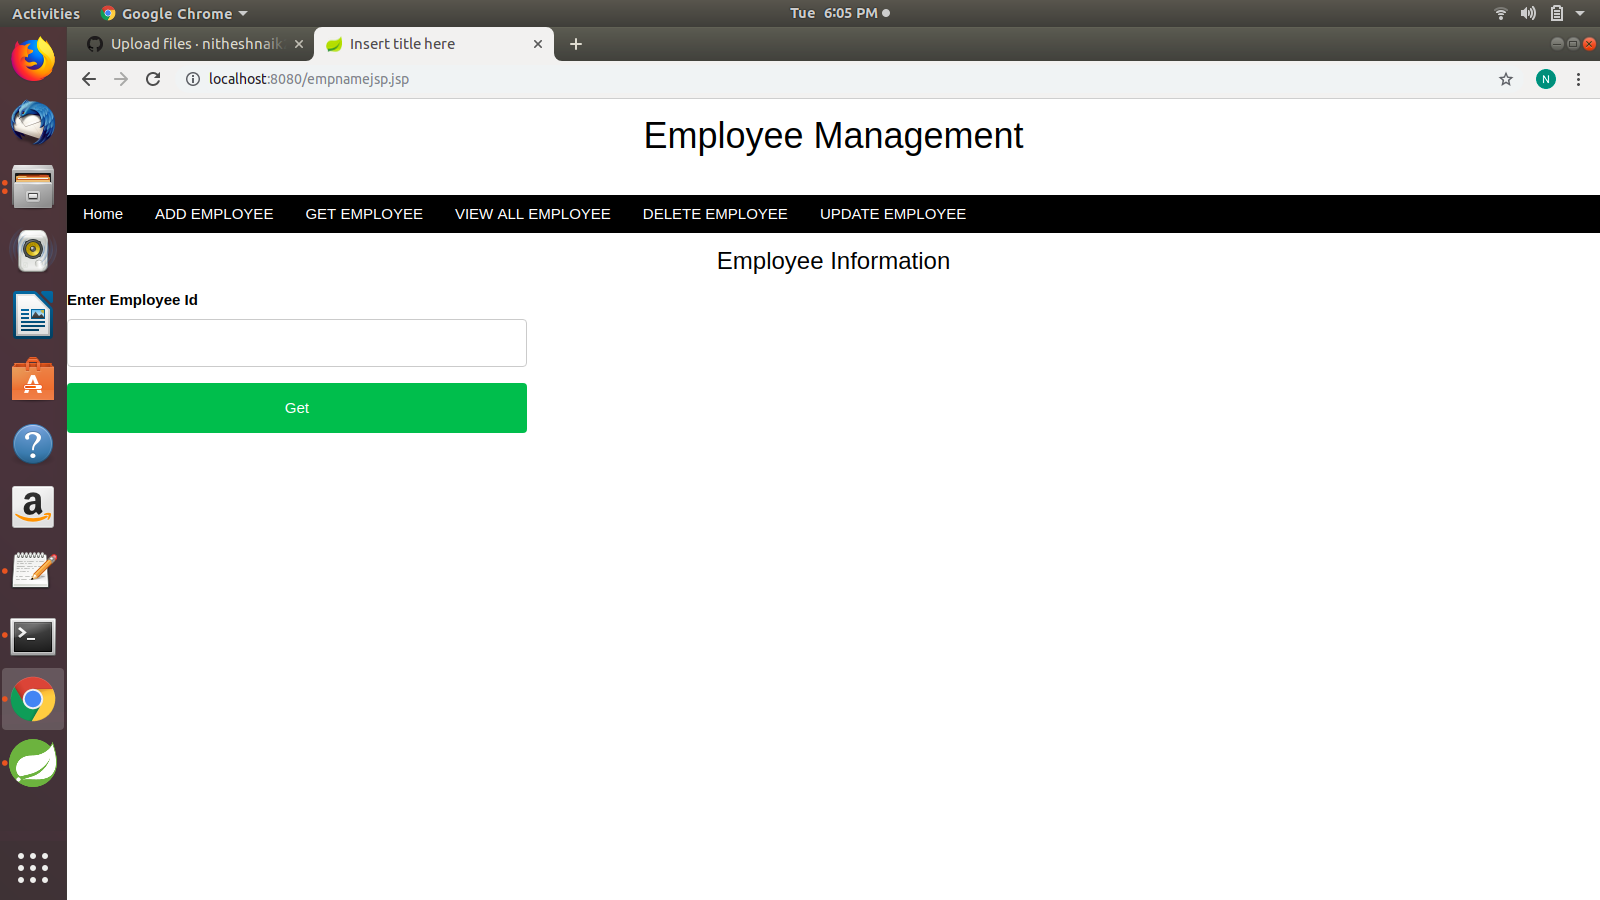 Activities Google Chrome Tue 6:05 PM
Upload files · nitheshnaik Insert title here
localhost:8080/empnamejsp.jsp N
Employee Management
Home ADD EMPLOYEE GET EMPLOYEE VIEW ALL EMPLOYEE DELETE EMPLOYEE UPDATE EMPLOYEE
Employee Information
Enter Employee Id
Get